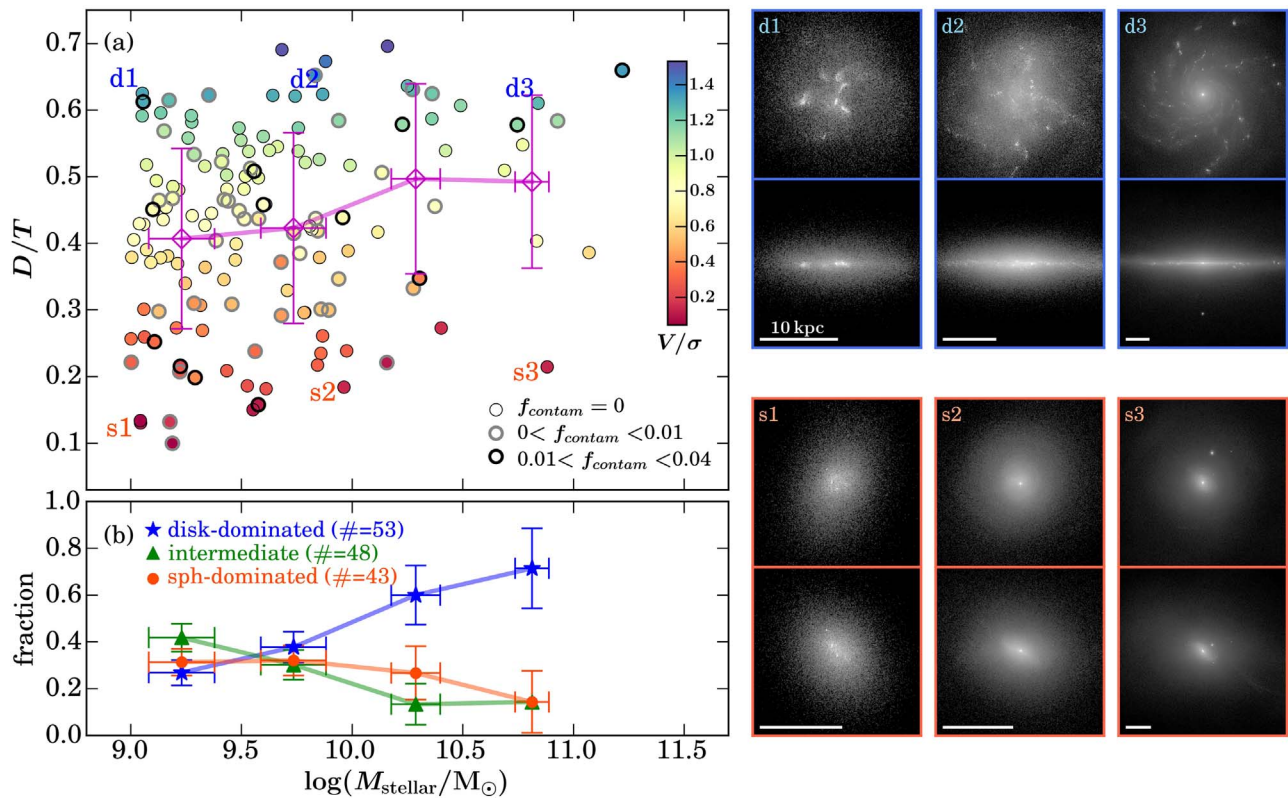 (a)
0.7
0.6
0.5
0.4
0.3
0.2
0.1
D/T
d1
d2
d3
s1
s2
s3
1.4
1.2
1.0
0.8
0.6
0.4
0.2
V/σ
f_contam = 0
0 < f_contam < 0.01
0.01 < f_contam < 0.04
(b)
disk-dominated (#=53)
intermediate (#=48)
sph-dominated (#=43)
1.0
0.8
0.6
0.4
0.2
0.0
fraction
9.0 9.5 10.0 10.5 11.0 11.5
log(M_stellar/M_⊙)
d1
d2
d3
10 kpc
s1
s2
s3